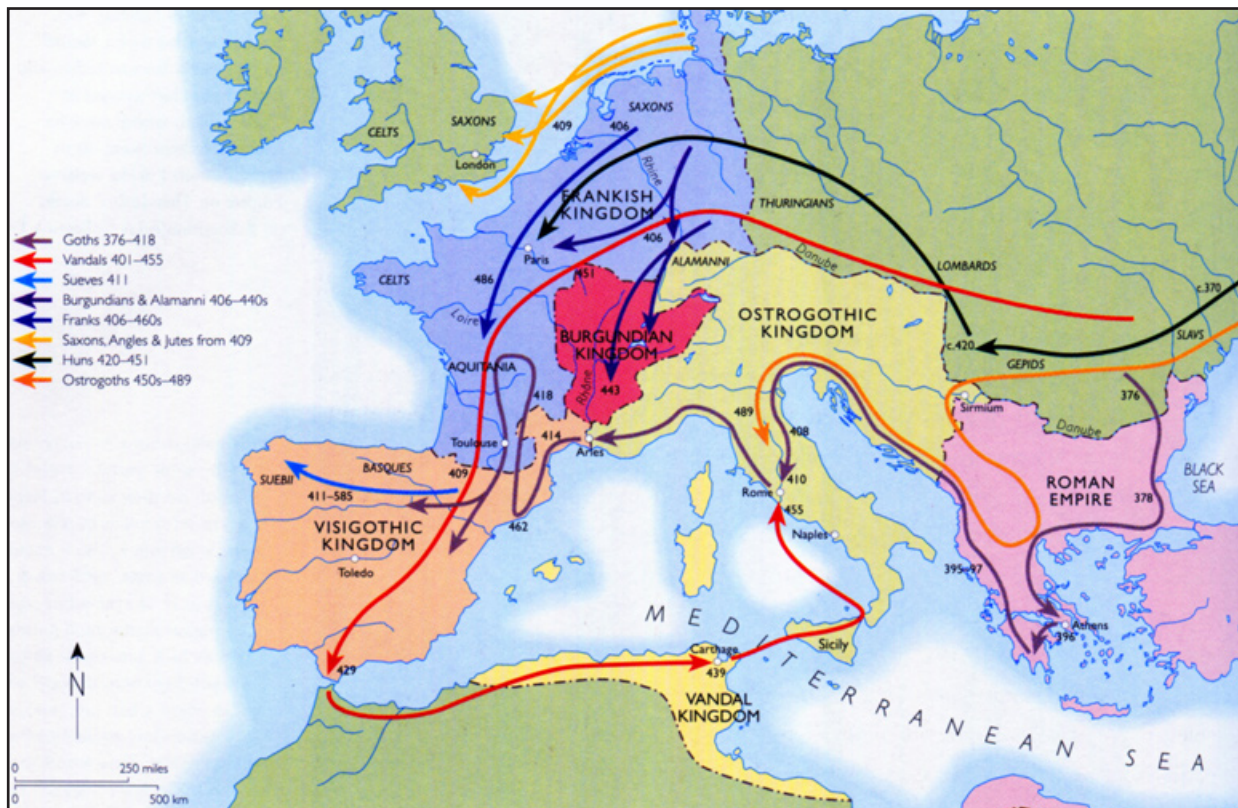 Goths 376–418
Vandals 401–455
Sueves 411
Burgundians & Alamanni 406–440s
Franks 406–460s
Saxons, Angles & Jutes from 409
Huns 420–451
Ostrogoths 450s–489
SAXONS
CELTS
SAXONS
409
406
London
Rhine
FRANKISH
KINGDOM
THURINGIANS
406
Paris
ALAMANNI
Danube
LOMBARDS
c.370
CELTS
486
451
Loire
OSTROGOTHIC
KINGDOM
BURGUNDIAN
KINGDOM
c.420
SLAVS
GEPIDS
AQUITANIA
Rhône
443
376
418
Sirmium
489
Danube
Toulouse
414
Arles
408
BLACK
SEA
409
BASQUES
SUEBII
411–585
410
Rome
455
ROMAN
EMPIRE
378
462
VISIGOTHIC
KINGDOM
Naples
Toledo
395–97
MEDITERRANEAN SEA
Athens
396
Sicily
Carthage
439
429
VANDAL
KINGDOM
N
0 250 miles
0 500 km